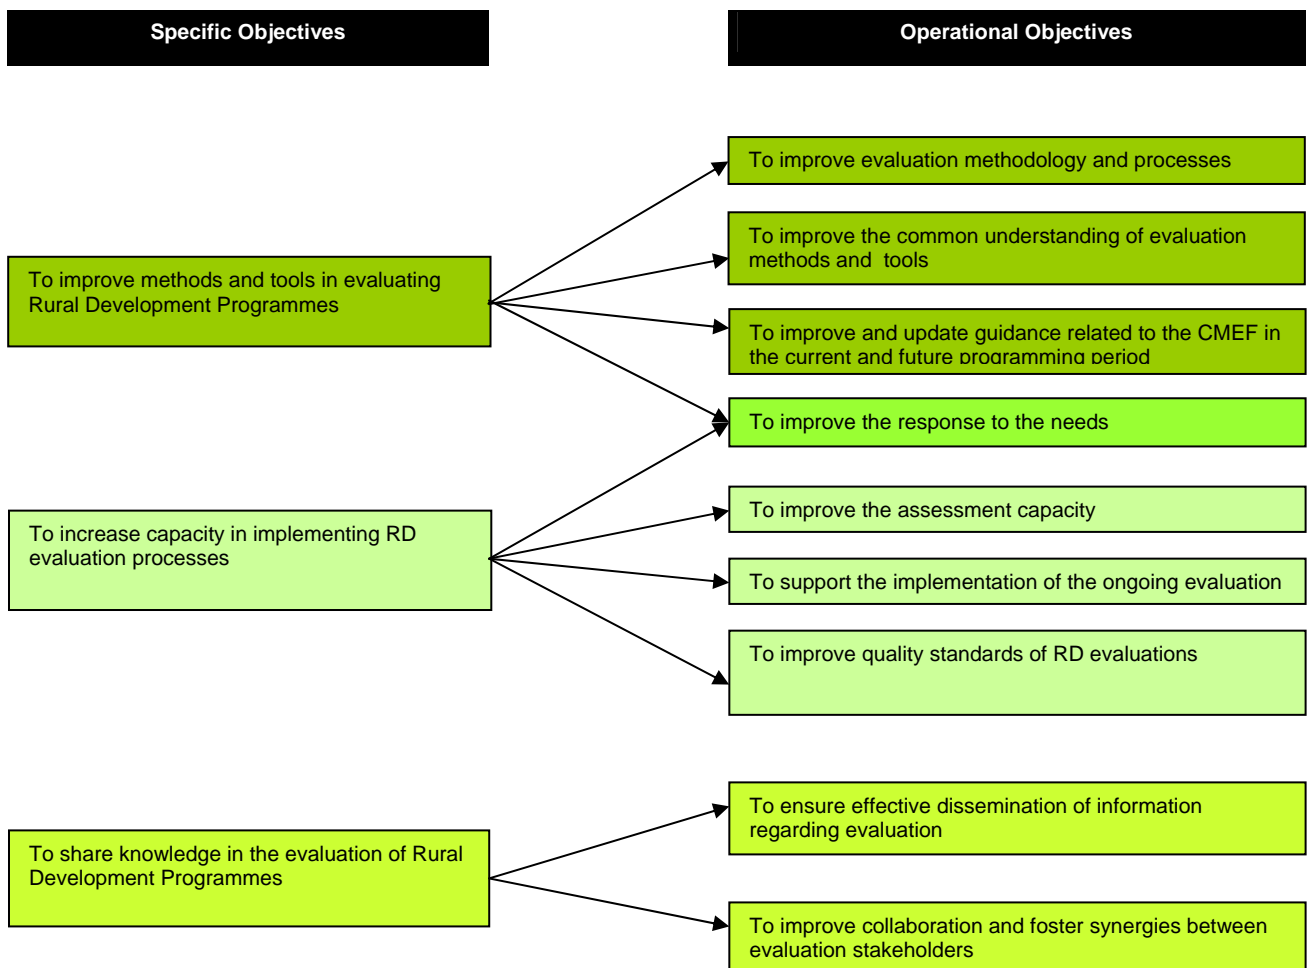 Specific Objectives
Operational Objectives
To improve evaluation methodology and processes
To improve the common understanding of evaluation
methods and  tools
To improve methods and tools in evaluating
Rural Development Programmes
To improve and update guidance related to the CMEF in
the current and future programming period
To improve the response to the needs
To improve the assessment capacity
To increase capacity in implementing RD
evaluation processes
To support the implementation of the ongoing evaluation
To improve quality standards of RD evaluations
To ensure effective dissemination of information
regarding evaluation
To share knowledge in the evaluation of Rural
Development Programmes
To improve collaboration and foster synergies between
evaluation stakeholders